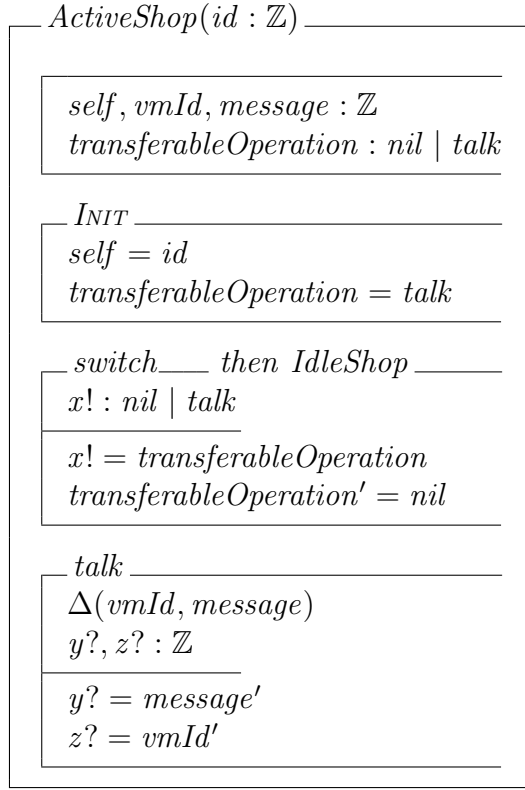 ActiveShop(id : ℤ)
self, vmId, message : ℤ
transferableOperation : nil | talk
INIT
self = id
transferableOperation = talk
switch then IdleShop
x! : nil | talk
x! = transferableOperation
transferableOperation′ = nil
talk
Δ(vmId, message)
y?, z? : ℤ
y? = message′
z? = vmId′